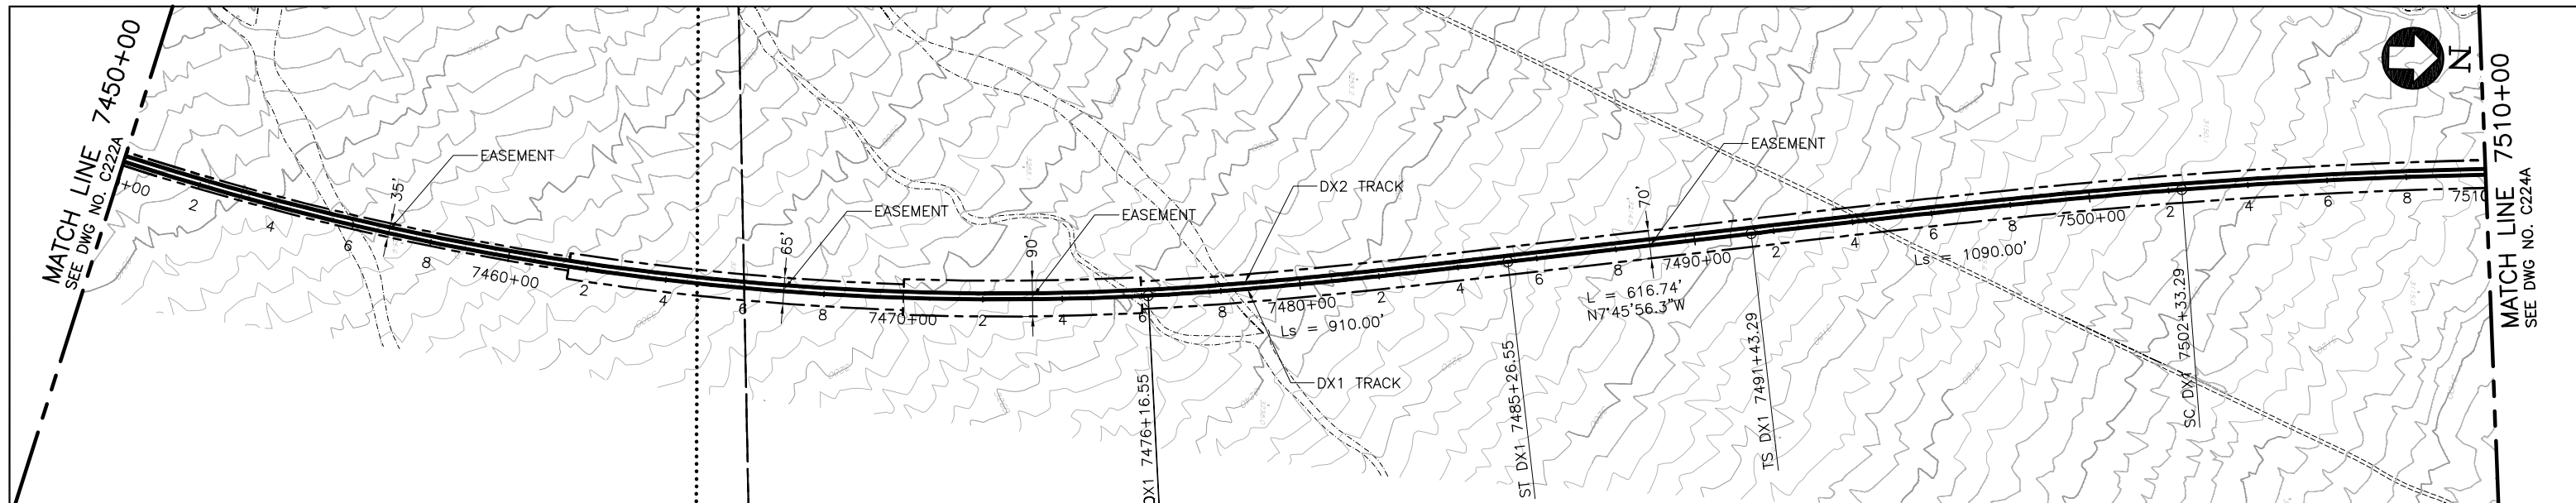 MATCH LINE 7450+00
SEE DWG NO. C222A
+00
2
4
6
8
7460+00
2
4
6
8
7470+00
2
4
6
8
7480+00
2
4
6
8
7490+00
2
4
6
8
7500+00
2
4
6
8
7510
35'
EASEMENT
65'
EASEMENT
90'
EASEMENT
DX2 TRACK
DX1 TRACK
Ls = 910.00'
DX1 7476+16.55
ST DX1 7485+26.55
L = 616.74'
N7°45'56.3"W
70'
EASEMENT
TS DX1 7491+43.29
Ls = 1090.00'
SC DX1 7502+33.29
N
MATCH LINE 7510+00
SEE DWG NO. C224A